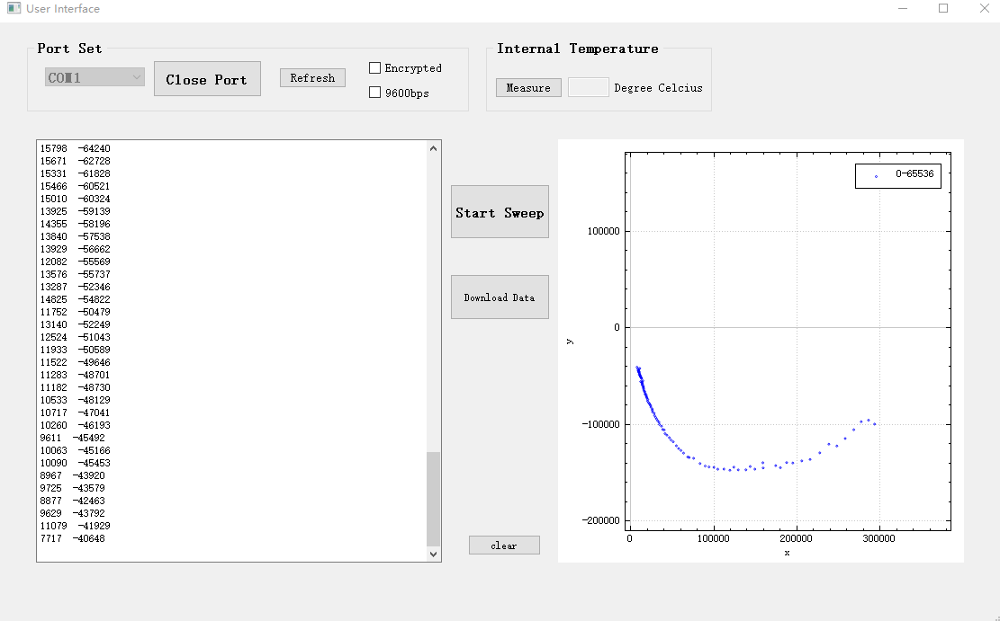 User Interface
Port Set
COM1
Close Port
Refresh
Encrypted
9600bps
Internal Temperature
Measure
Degree Celcius
15798 -64240
15671 -62728
15331 -61828
15466 -60521
15010 -60324
13925 -59139
14355 -58196
13840 -57538
13929 -56662
12082 -55569
13576 -55737
13287 -52346
14825 -54822
11752 -50479
13140 -52249
12524 -51043
11933 -50589
11522 -49646
11283 -48701
11182 -48730
10533 -48129
10717 -47041
10260 -46193
9611 -45492
10063 -45166
10090 -45453
8967 -43920
9725 -43579
8877 -42463
9629 -43792
11079 -41929
7717 -40648
Start Sweep
Download Data
clear
0-65536
100000
0
-100000
-200000
y
0 100000 200000 300000
x